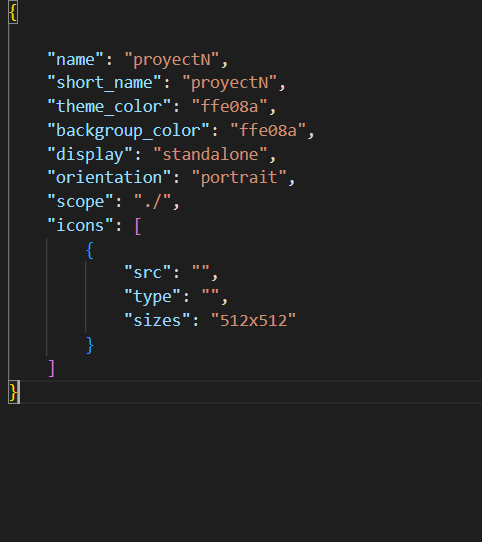 {
"name": "proyectN",
"short_name": "proyectN",
"theme_color": "ffe08a",
"backgroup_color": "ffe08a",
"display": "standalone",
"orientation": "portrait",
"scope": "./",
"icons": [
{
"src": "",
"type": "",
"sizes": "512x512"
}
]
}